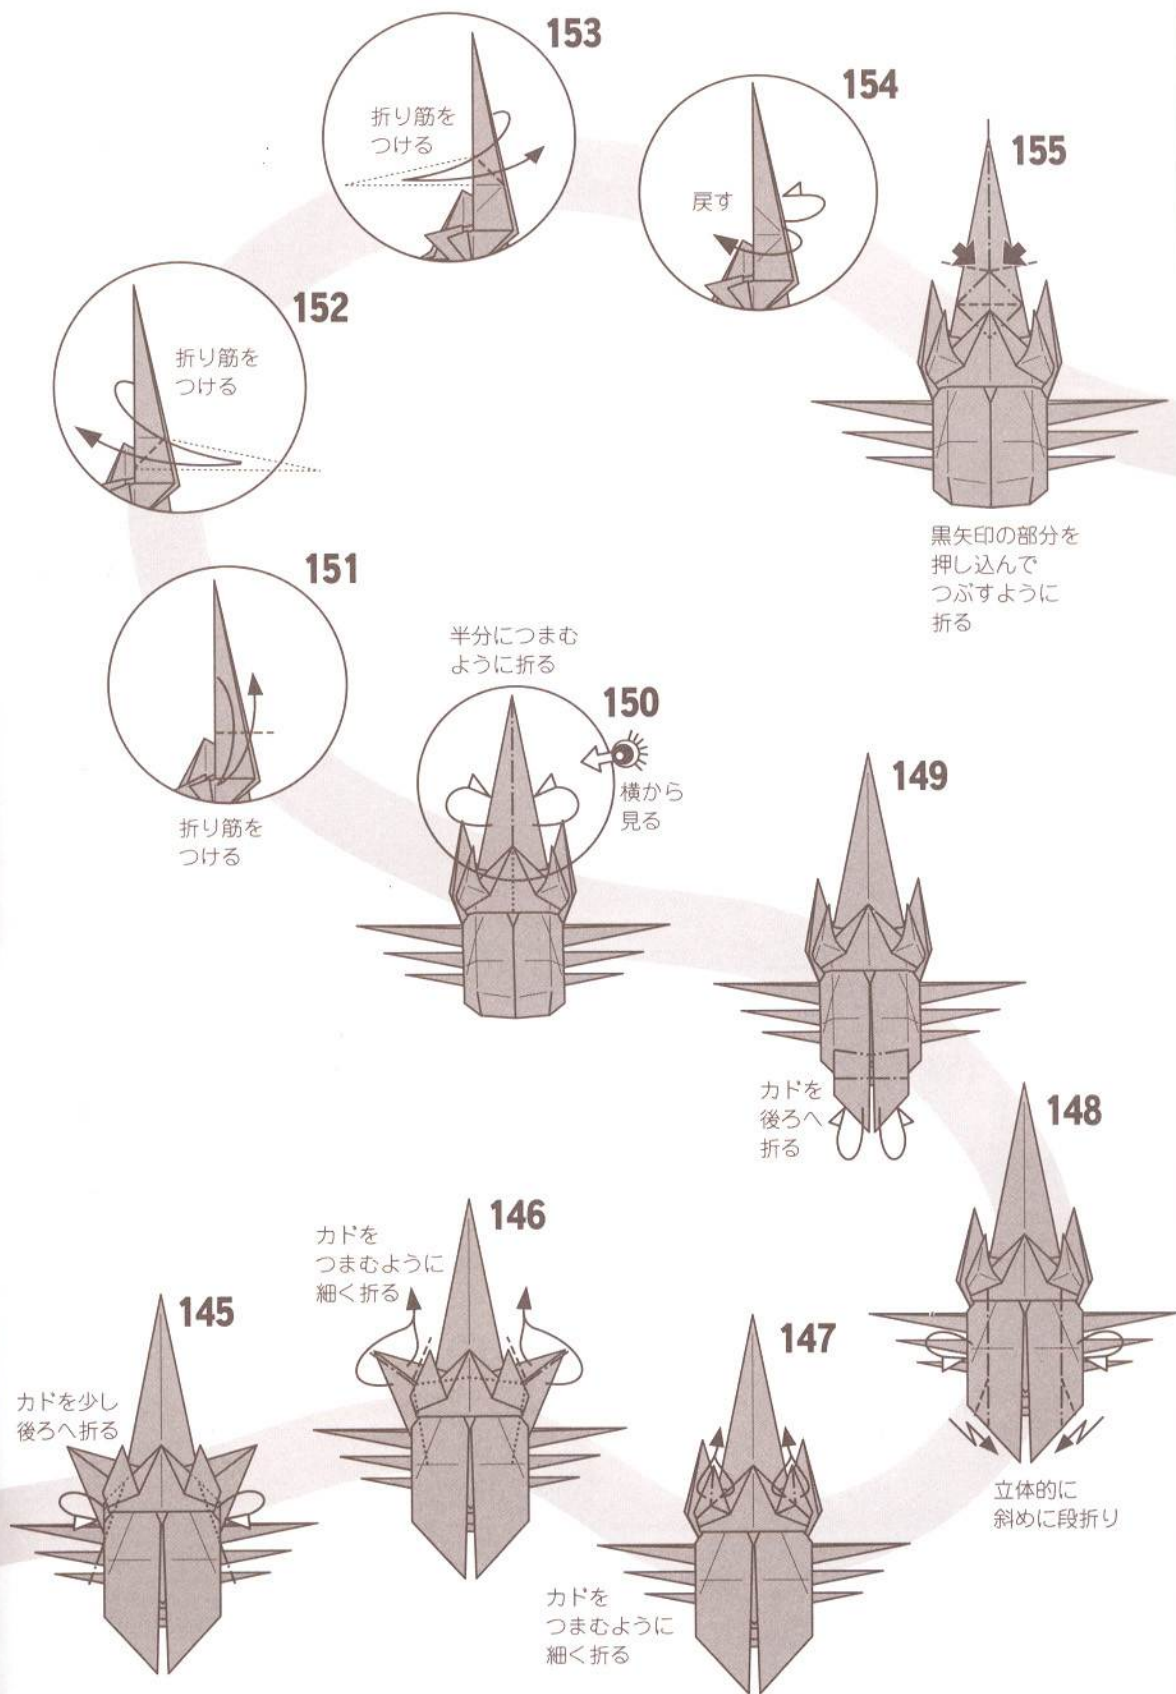 145
カドを少し
後ろへ折る
146
カドを
つまむように
細く折る
147
カドを
つまむように
細く折る
148
立体的に
斜めに段折り
149
カドを
後ろへ
折る
150
半分につまむ
ように折る
横から
見る
151
折り筋を
つける
152
折り筋を
つける
153
折り筋を
つける
154
戻す
155
黒矢印の部分を
押し込んで
つぶすように
折る